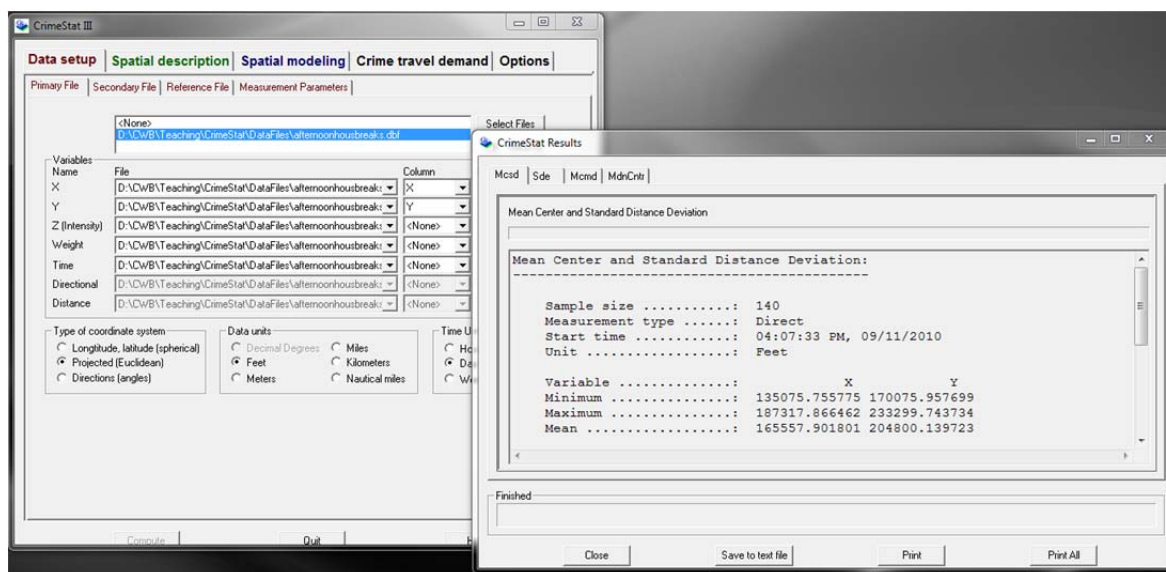 CrimeStat III
Data setup Spatial description Spatial modeling Crime travel demand Options
Primary File Secondary File Reference File Measurement Parameters
<None>
D:\CWB\Teaching\CrimeStat\DataFiles\afternoonhousbreaks.dbf
Select Files
Variables
Name File Column
X D:\CWB\Teaching\CrimeStat\DataFiles\afternoonhousbreak: X
Y D:\CWB\Teaching\CrimeStat\DataFiles\afternoonhousbreak: Y
Z (Intensity) D:\CWB\Teaching\CrimeStat\DataFiles\afternoonhousbreak: <None>
Weight D:\CWB\Teaching\CrimeStat\DataFiles\afternoonhousbreak: <None>
Time D:\CWB\Teaching\CrimeStat\DataFiles\afternoonhousbreak: <None>
Directional D:\CWB\Teaching\CrimeStat\DataFiles\afternoonhousbreak: <None>
Distance D:\CWB\Teaching\CrimeStat\DataFiles\afternoonhousbreak: <None>
Type of coordinate system
Longtitude, latitude (spherical)
Projected (Euclidean)
Directions (angles)
Data units
Decimal Degrees Miles
Feet Kilometers
Meters Nautical miles
Time U
Ho
Da
We
Compute Quit H
CrimeStat Results
Mcsd Sde Mcmd MdnCntr
Mean Center and Standard Distance Deviation
Mean Center and Standard Distance Deviation:
--------------------------------------------
Sample size ...........: 140
Measurement type ......: Direct
Start time ............: 04:07:33 PM, 09/11/2010
Unit ..................: Feet
Variable ..............: X Y
Minimum ...............: 135075.755775 170075.957699
Maximum ...............: 187317.866462 233299.743734
Mean ..................: 165557.901801 204800.139723
Finished
Close Save to text file Print Print All